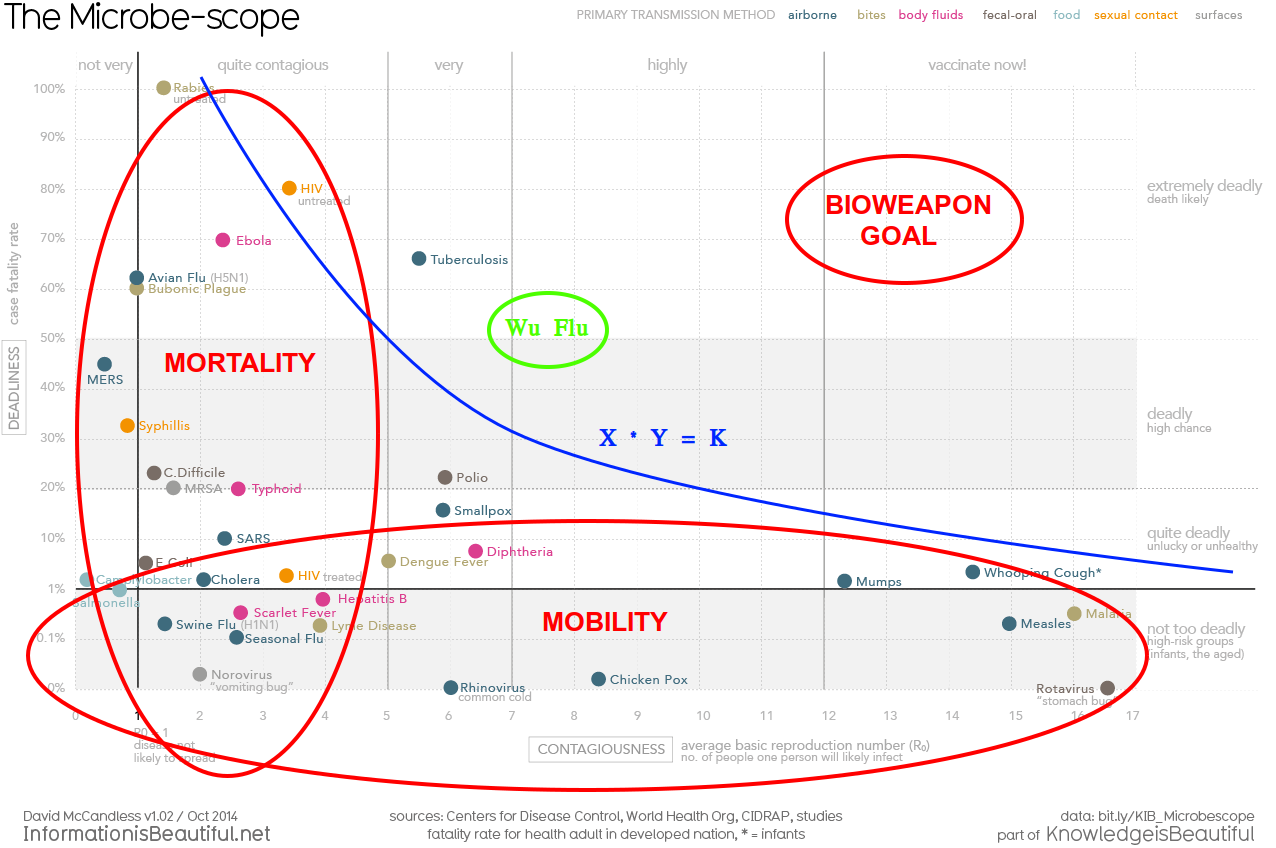 The Microbe-scope
PRIMARY TRANSMISSION METHOD airborne bites body fluids fecal-oral food sexual contact surfaces
not very quite contagious very highly vaccinate now!
100%
90%
80%
70%
60%
50%
40%
30%
20%
10%
1%
0.1%
0%
case fatality rate
DEADLINESS
Rabies
untreated
HIV
untreated
Ebola
Avian Flu (H5N1)
Bubonic Plague
Tuberculosis
BIOWEAPON
GOAL
Wu Flu
extremely deadly
death likely
MORTALITY
MERS
Syphillis
X * Y = K
deadly
high chance
C.Difficile
MRSA
Typhoid
Polio
Smallpox
SARS
Diphtheria
quite deadly
unlucky or unhealthy
E.Coli
Dengue Fever
Campylobacter
Cholera
HIV treated
Mumps
Whooping Cough*
Salmonella
Hepatitis B
Scarlet Fever
Malaria
Swine Flu (H1N1)
Lyme Disease
Seasonal Flu
MOBILITY
Measles
not too deadly
high-risk groups
(infants, the aged)
Norovirus
"vomiting bug"
Rhinovirus
common cold
Chicken Pox
Rotavirus
"stomach bug"
0 1 2 3 4 5 6 7 8 9 10 11 12 13 14 15 16 17
disease not
likely to spread
CONTAGIOUSNESS average basic reproduction number (R₀)
no. of people one person will likely infect
David McCandless v1.02 / Oct 2014
InformationisBeautiful.net
sources: Centers for Disease Control, World Health Org, CIDRAP, studies
fatality rate for health adult in developed nation, * = infants
data: bit.ly/KIB_Microbescope
part of KnowledgeisBeautiful